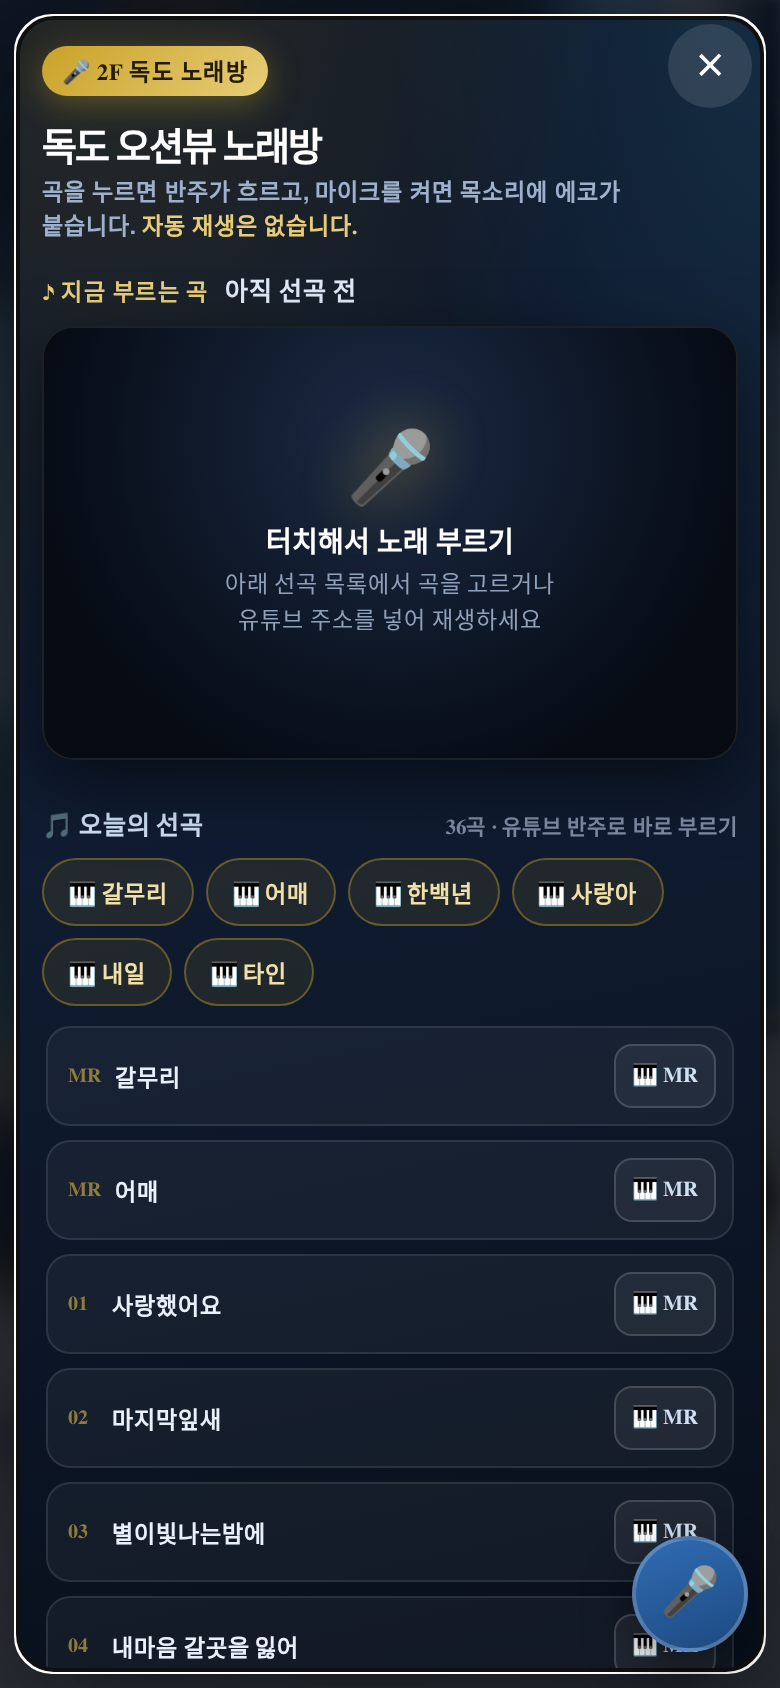 2F 독도 노래방
독도 오션뷰 노래방
곡을 누르면 반주가 흐르고, 마이크를 켜면 목소리에 에코가
붙습니다. 자동 재생은 없습니다.
♪ 지금 부르는 곡 아직 선곡 전
터치해서 노래 부르기
아래 선곡 목록에서 곡을 고르거나
유튜브 주소를 넣어 재생하세요
오늘의 선곡 36곡 · 유튜브 반주로 바로 부르기
갈무리 어매 한백년 사랑아
내일 타인
MR 갈무리 MR
MR 어매 MR
01 사랑했어요 MR
02 마지막잎새 MR
03 별이빛나는밤에 MR
04 내마음 갈곳을 잃어